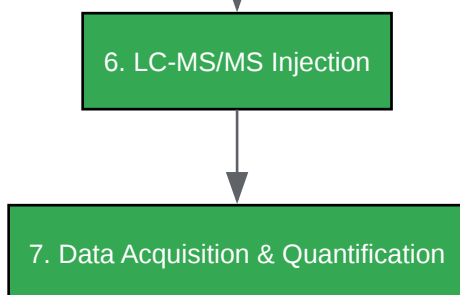 6. LC-MS/MS Injection
7. Data Acquisition & Quantification